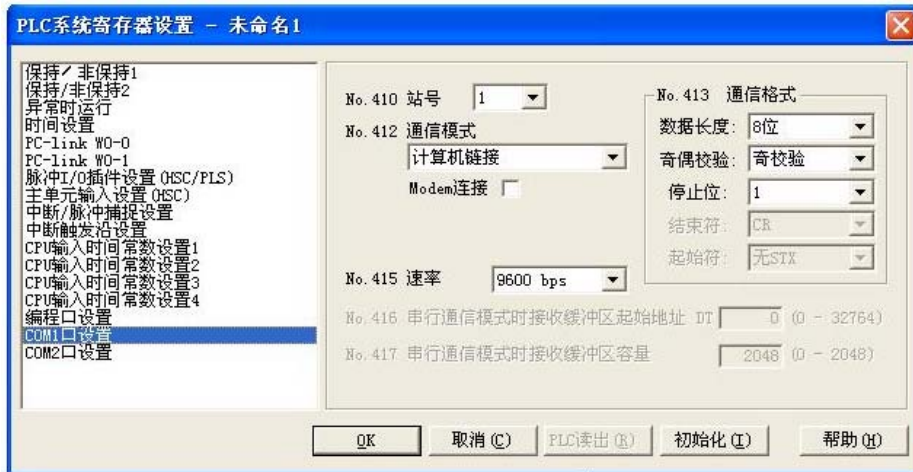 PLC系统寄存器设置 - 未命名1
保持/ 非保持1
保持/非保持2
异常时运行
时间设置
PC-link W0-0
PC-link W0-1
脉冲I/O插件设置(HSC/PLS)
主单元输入设置(HSC)
中断/脉冲捕捉设置
中断触发沿设置
CPU输入时间常数设置1
CPU输入时间常数设置2
CPU输入时间常数设置3
CPU输入时间常数设置4
编程口设置
COM1口设置
COM2口设置
No.410 站号 1
No.412 通信模式
计算机链接
Modem连接
No.413 通信格式
数据长度: 8位
奇偶校验: 奇校验
停止位: 1
结束符: CR
起始符: 无STX
No.415 速率 9600 bps
No.416 串行通信模式时接收缓冲区起始地址 DT 0 (0 - 32764)
No.417 串行通信模式时接收缓冲区容量 2048 (0 - 2048)
OK 取消(C) PLC读出(R) 初始化(I) 帮助(H)